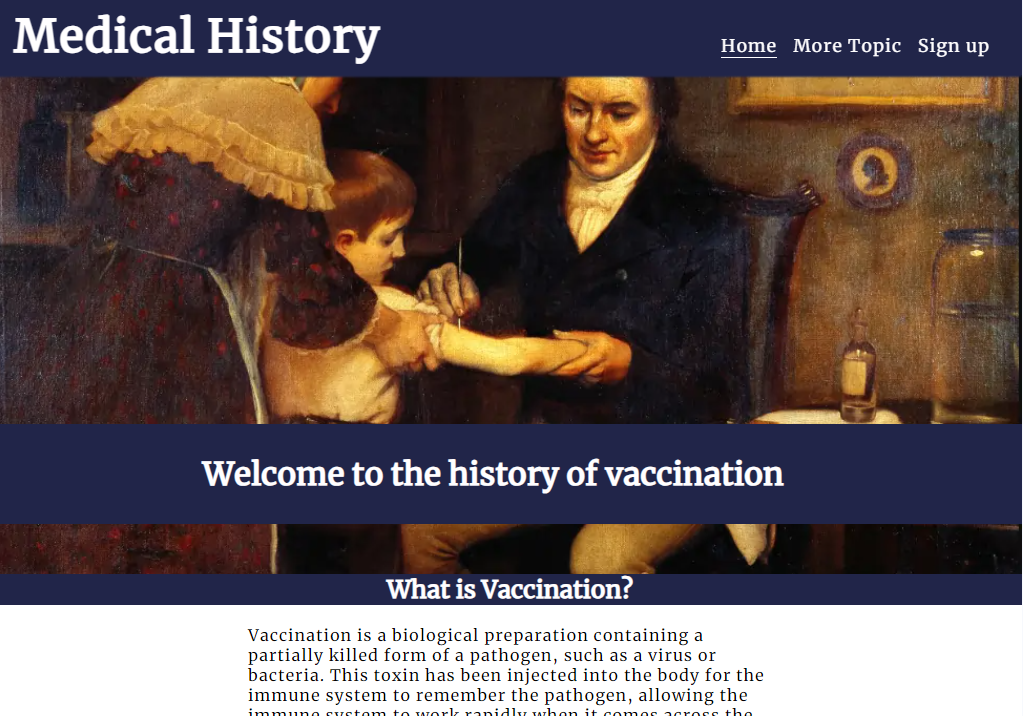 Medical History
Home More Topic Sign up
Welcome to the history of vaccination
What is Vaccination?
Vaccination is a biological preparation containing a
partially killed form of a pathogen, such as a virus or
bacteria. This toxin has been injected into the body for the
immune system to remember the pathogen, allowing the
immune system to work rapidly when it comes across the